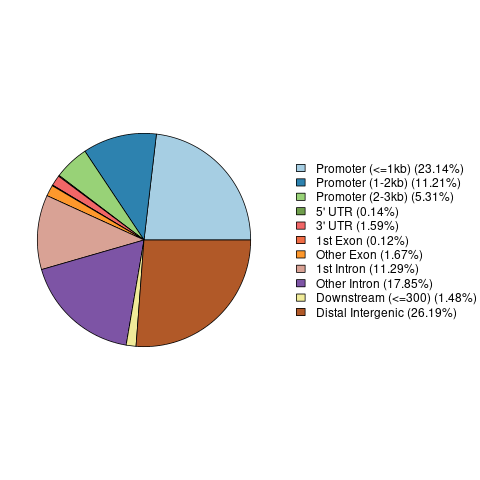 Promoter (<=1kb) (23.14%)
Promoter (1-2kb) (11.21%)
Promoter (2-3kb) (5.31%)
5' UTR (0.14%)
3' UTR (1.59%)
1st Exon (0.12%)
Other Exon (1.67%)
1st Intron (11.29%)
Other Intron (17.85%)
Downstream (<=300) (1.48%)
Distal Intergenic (26.19%)